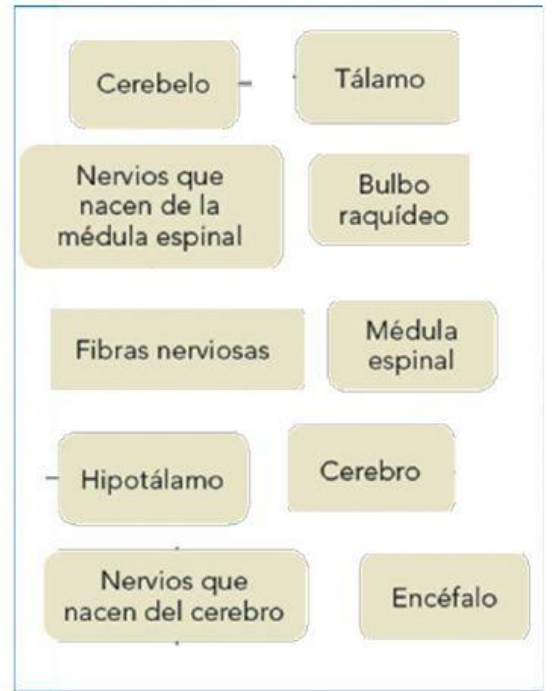 Cerebelo
Tálamo
Nervios que
nacen de la
médula espinal
Bulbo
raquídeo
Fibras nerviosas
Médula
espinal
Hipotálamo
Cerebro
Nervios que
nacen del cerebro
Encéfalo